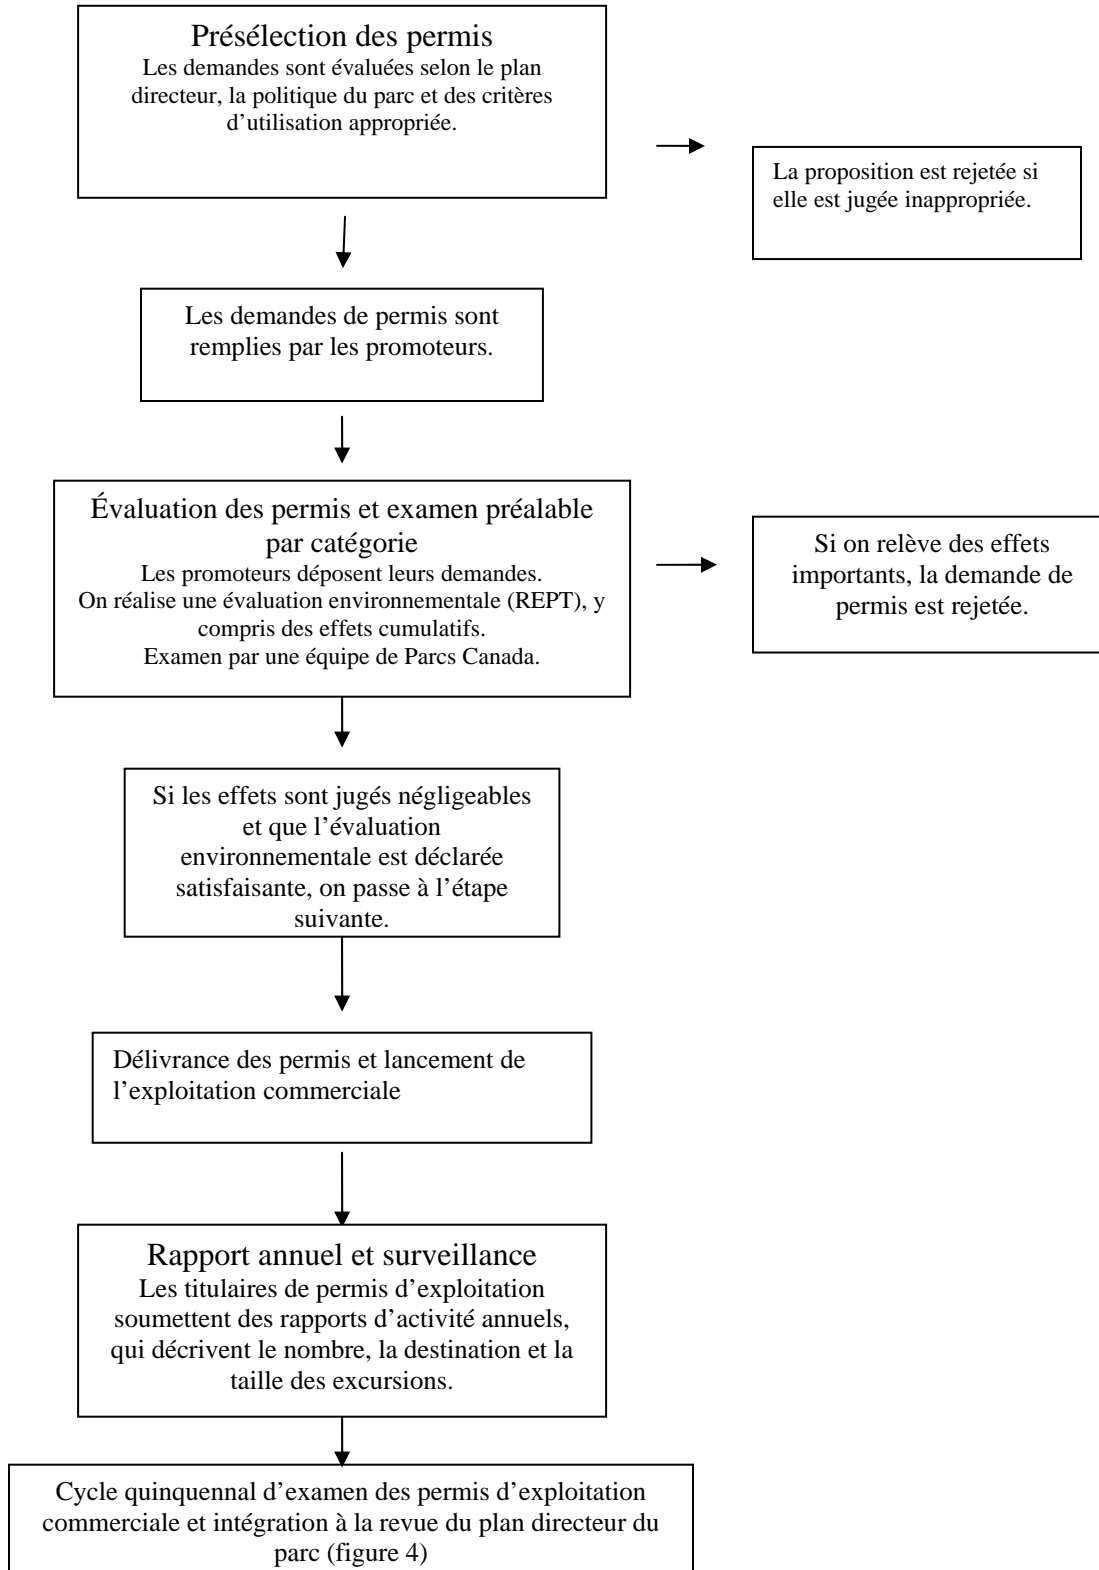 Présélection des permis
Les demandes sont évaluées selon le plan
directeur, la politique du parc et des critères
d’utilisation appropriée.
La proposition est rejetée si
elle est jugée inappropriée.
Les demandes de permis sont
remplies par les promoteurs.
Évaluation des permis et examen préalable
par catégorie
Les promoteurs déposent leurs demandes.
On réalise une évaluation environnementale (REPT), y
compris des effets cumulatifs.
Examen par une équipe de Parcs Canada.
Si on relève des effets
importants, la demande de
permis est rejetée.
Si les effets sont jugés négligeables
et que l’évaluation
environnementale est déclarée
satisfaisante, on passe à l’étape
suivante.
Délivrance des permis et lancement de
l’exploitation commerciale
Rapport annuel et surveillance
Les titulaires de permis d’exploitation
soumettent des rapports d’activité annuels,
qui décrivent le nombre, la destination et la
taille des excursions.
Cycle quinquennal d’examen des permis d’exploitation
commerciale et intégration à la revue du plan directeur du
parc (figure 4)